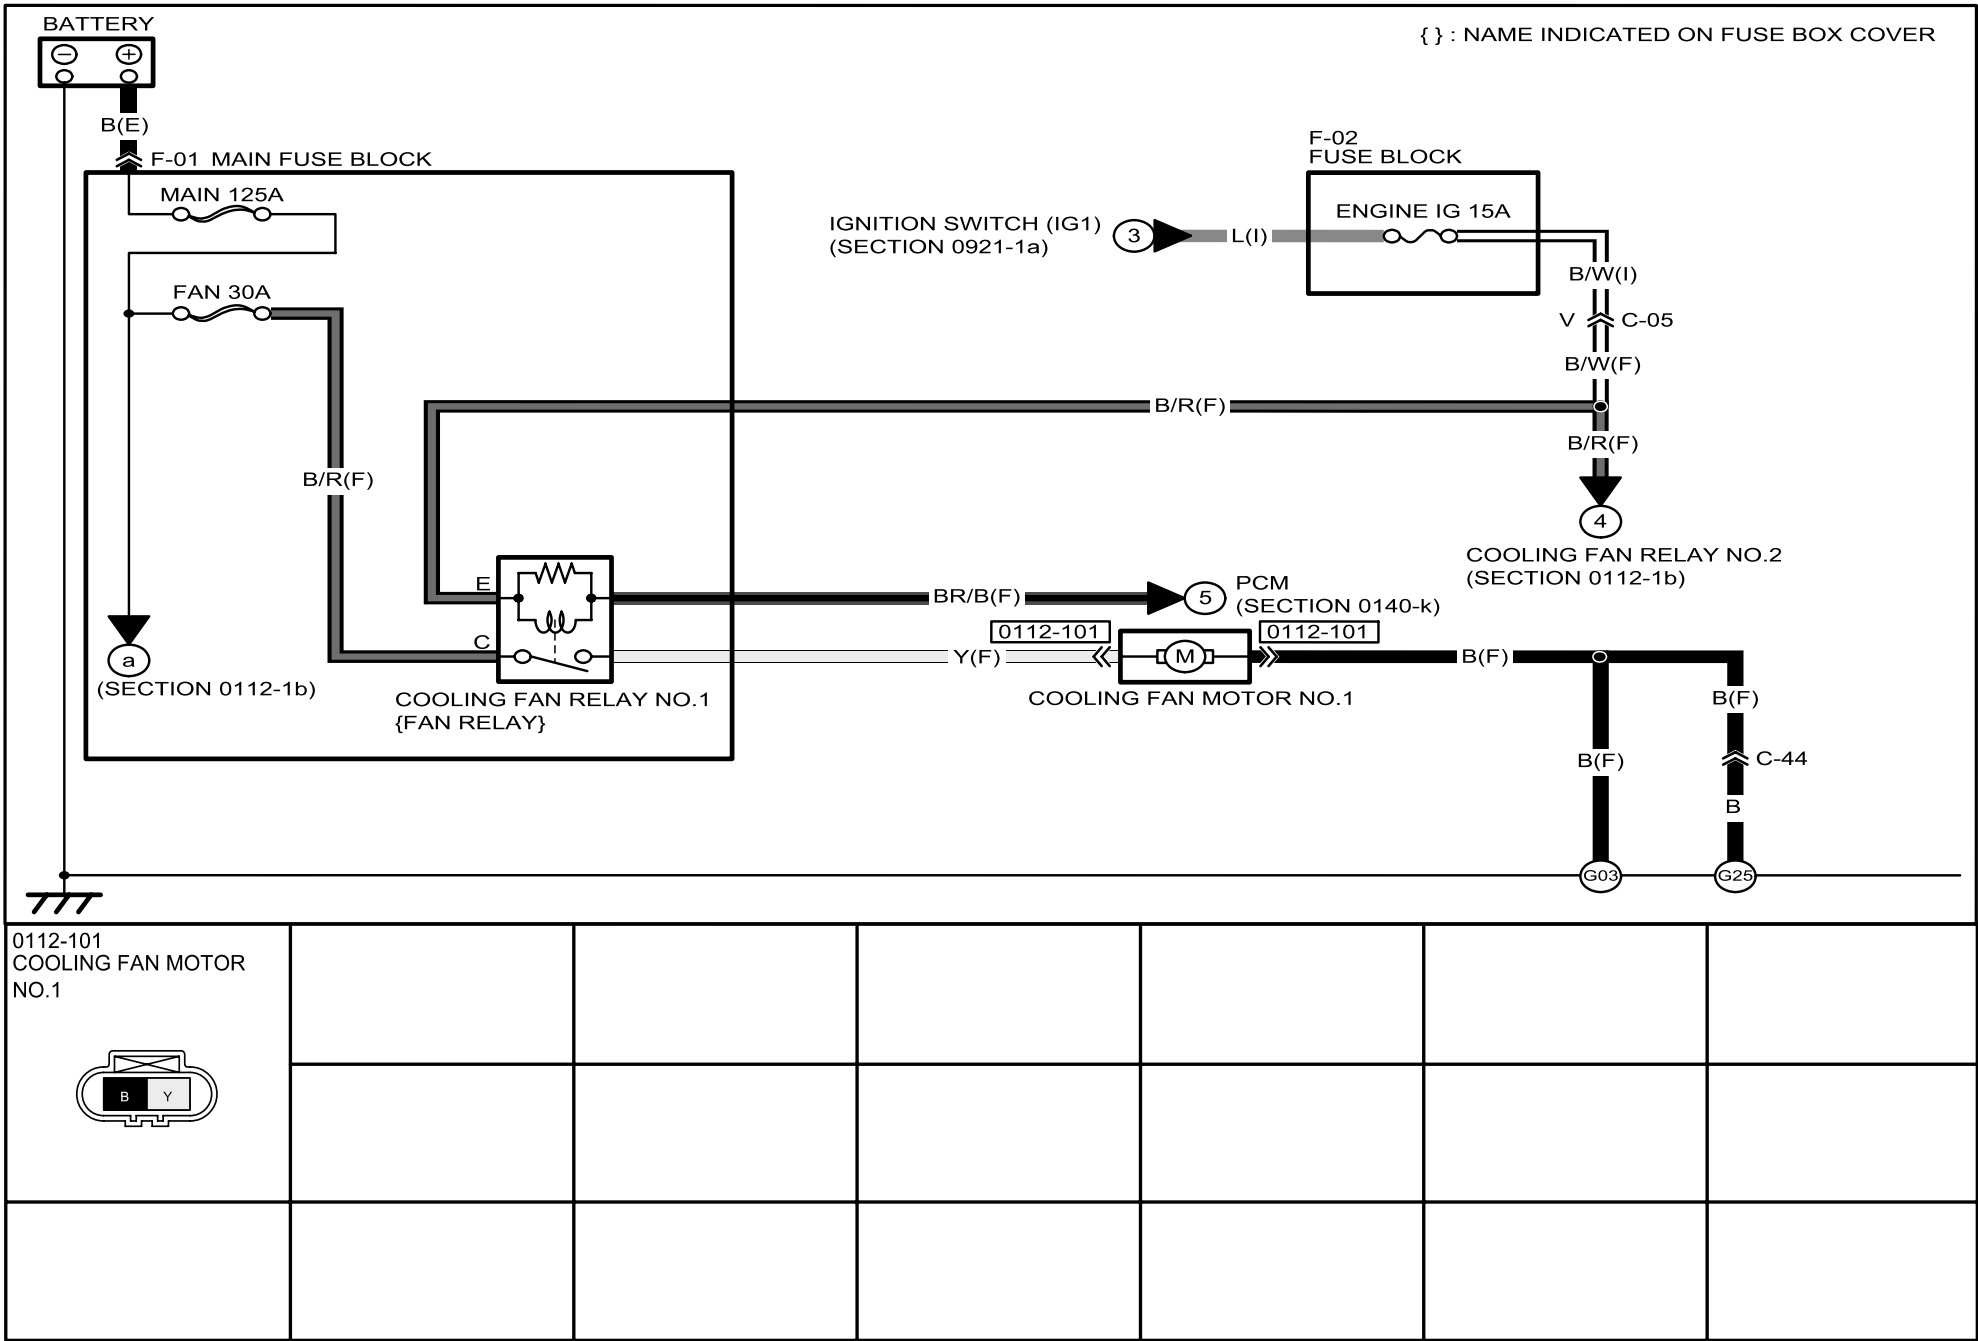 BATTERY
{ } : NAME INDICATED ON FUSE BOX COVER
− +
B(E)
F-01 MAIN FUSE BLOCK
MAIN 125A
FAN 30A
F-02
FUSE BLOCK
ENGINE IG 15A
IGNITION SWITCH (IG1)
(SECTION 0921-1a)
3
L(I)
B/W(I)
V C-05
B/W(F)
B/R(F)
B/R(F)
B/R(F)
4
COOLING FAN RELAY NO.2
(SECTION 0112-1b)
E
BR/B(F)
5
PCM
(SECTION 0140-k)
C
0112-101
0112-101
Y(F)
M
B(F)
a
(SECTION 0112-1b)
COOLING FAN RELAY NO.1
{FAN RELAY}
COOLING FAN MOTOR NO.1
B(F)
B(F)
C-44
B
G03
G25
0112-101
COOLING FAN MOTOR
NO.1
B Y